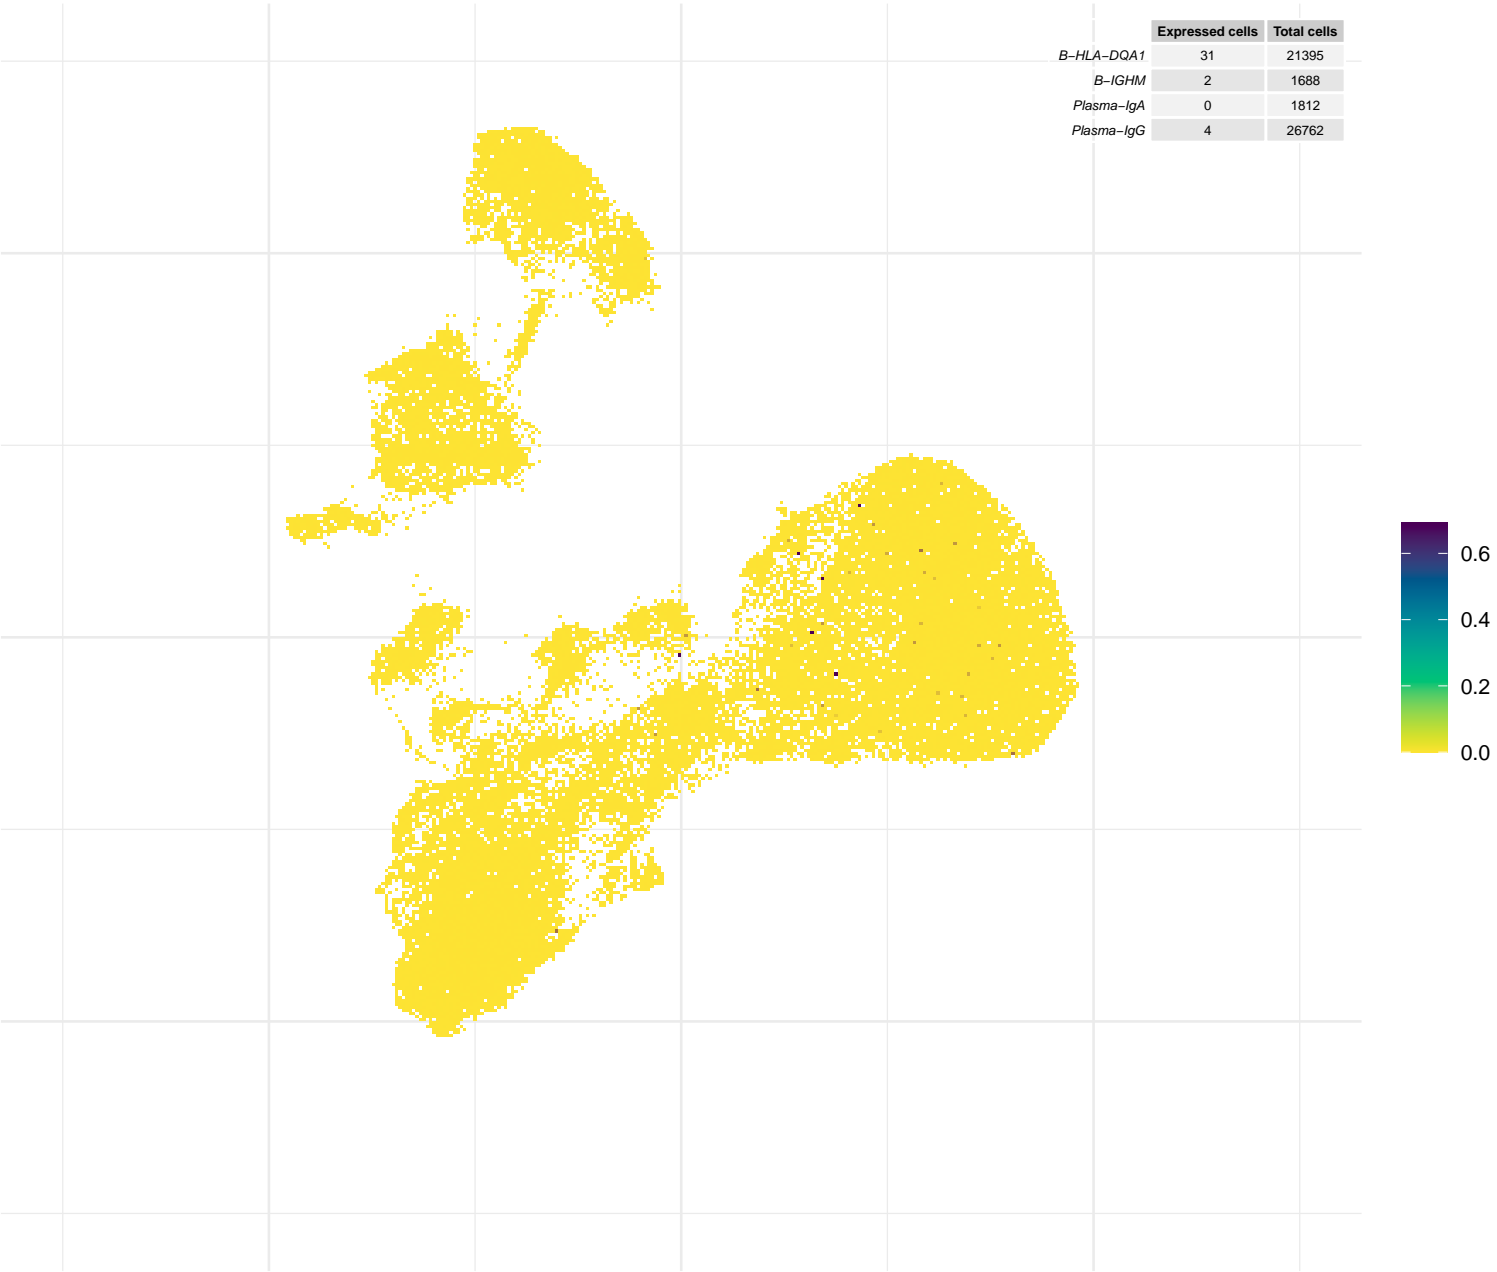 Expressed cells Total cells
B−HLA−DQA1 31 21395
B−IGHM 2 1688
Plasma−IgA 0 1812
Plasma−IgG 4 26762
0.6
0.4
0.2
0.0